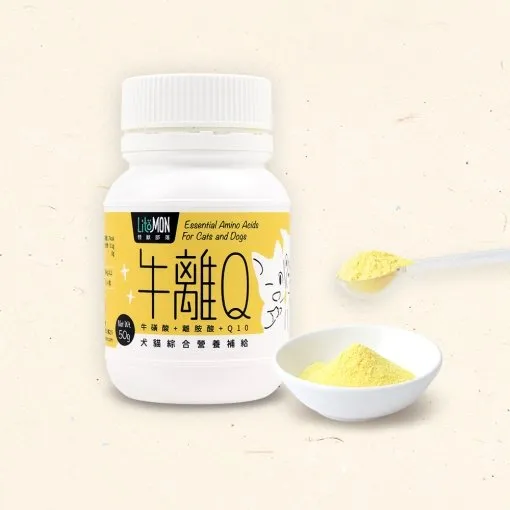 LitoMON
怪獸部落
Essential Amino Acids
For Cats and Dogs
牛離Q
牛磺酸+離胺酸+Q10
犬貓綜合營養補給
Net Wt.
50g